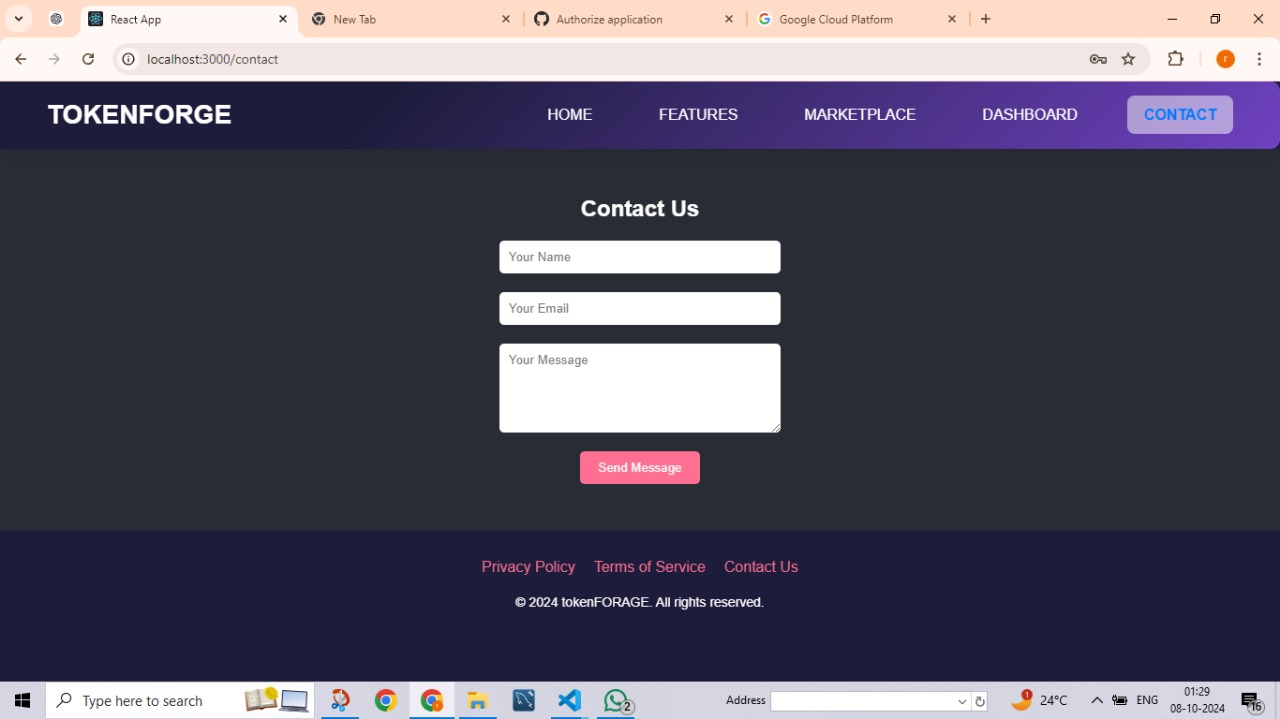 React App
New Tab
Authorize application
Google Cloud Platform
localhost:3000/contact
r
TOKENFORGE
HOME
FEATURES
MARKETPLACE
DASHBOARD
CONTACT
Contact Us
Your Name
Your Email
Your Message
Send Message
Privacy Policy
Terms of Service
Contact Us
© 2024 tokenFORAGE. All rights reserved.
Type here to search
2
Address
1
24°C
ENG
01:29
08-10-2024
16